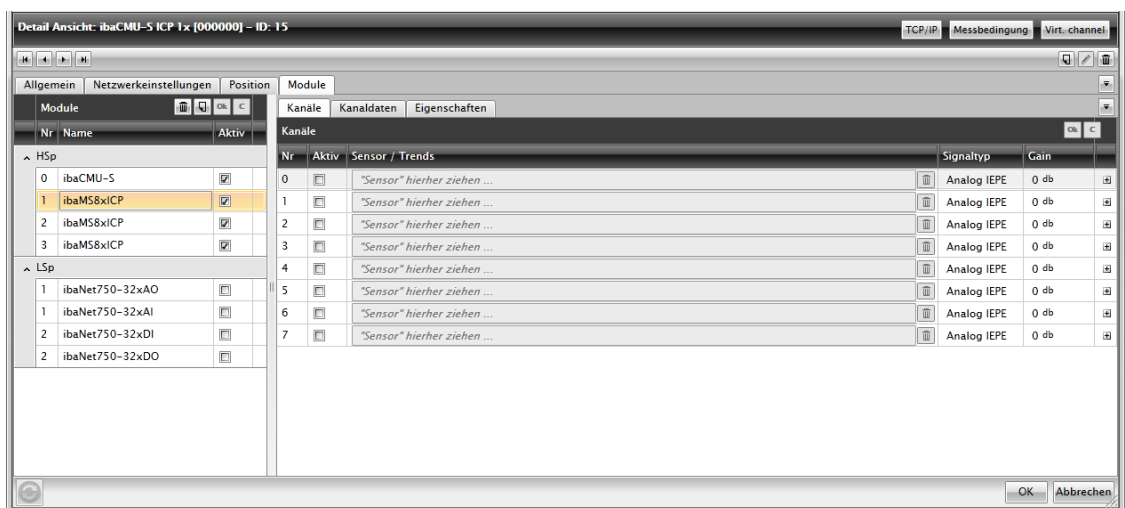 Detail Ansicht: ibaCMU-S ICP 1x [000000] - ID: 15 TCP/IP Messbedingung Virt. channel
Allgemein Netzwerkeinstellungen Position Module
Module Ok C Kanäle Kanaldaten Eigenschaften
Nr Name Aktiv Kanäle Ok C
HSp Nr Aktiv Sensor / Trends Signaltyp Gain
0 ibaCMU-S 0 "Sensor" hierher ziehen ... Analog IEPE 0 db
1 ibaMS8xICP 1 "Sensor" hierher ziehen ... Analog IEPE 0 db
2 ibaMS8xICP 2 "Sensor" hierher ziehen ... Analog IEPE 0 db
3 ibaMS8xICP 3 "Sensor" hierher ziehen ... Analog IEPE 0 db
LSp 4 "Sensor" hierher ziehen ... Analog IEPE 0 db
1 ibaNet750-32xAO 5 "Sensor" hierher ziehen ... Analog IEPE 0 db
1 ibaNet750-32xAI 6 "Sensor" hierher ziehen ... Analog IEPE 0 db
2 ibaNet750-32xDI 7 "Sensor" hierher ziehen ... Analog IEPE 0 db
2 ibaNet750-32xDO
OK Abbrechen